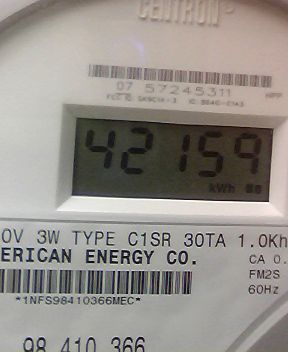 CENTRON
07 57245311
42159
kWh
0V 3W TYPE C1SR 30TA 1.0Kh
ERICAN ENERGY CO.
CA 0.
FM2S
60Hz
*1NFS98410366MEC*
98 410 366